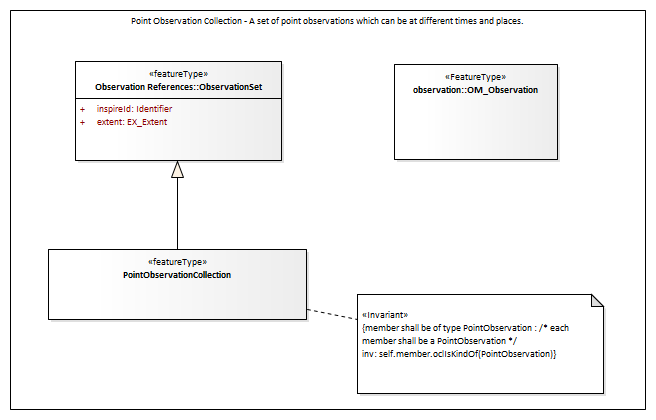 Point Observation Collection - A set of point observations which can be at different times and places.
«featureType»
Observation References::ObservationSet
+ inspireId: Identifier
+ extent: EX_Extent
«FeatureType»
observation::OM_Observation
«featureType»
PointObservationCollection
«Invariant»
{member shall be of type PointObservation : /* each
member shall be a PointObservation */
inv: self.member.oclIsKindOf(PointObservation)}